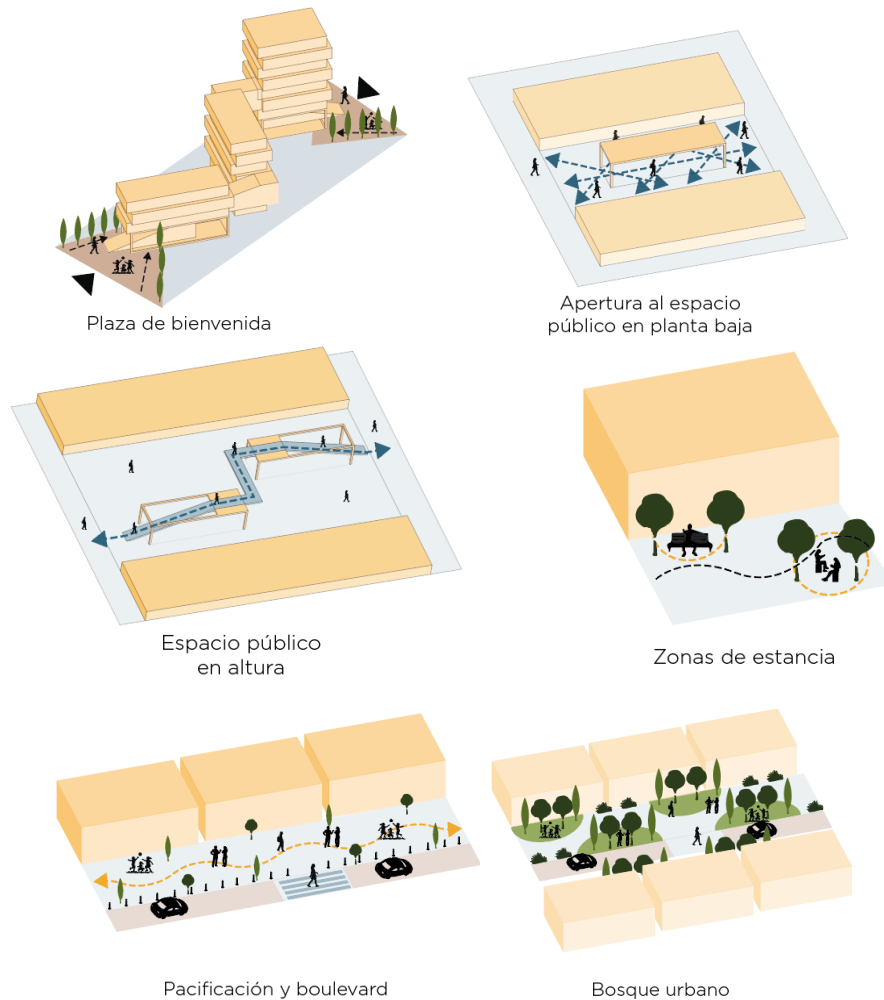 Plaza de bienvenida
Apertura al espacio
público en planta baja
Espacio público
en altura
Zonas de estancia
Pacificación y boulevard
Bosque urbano